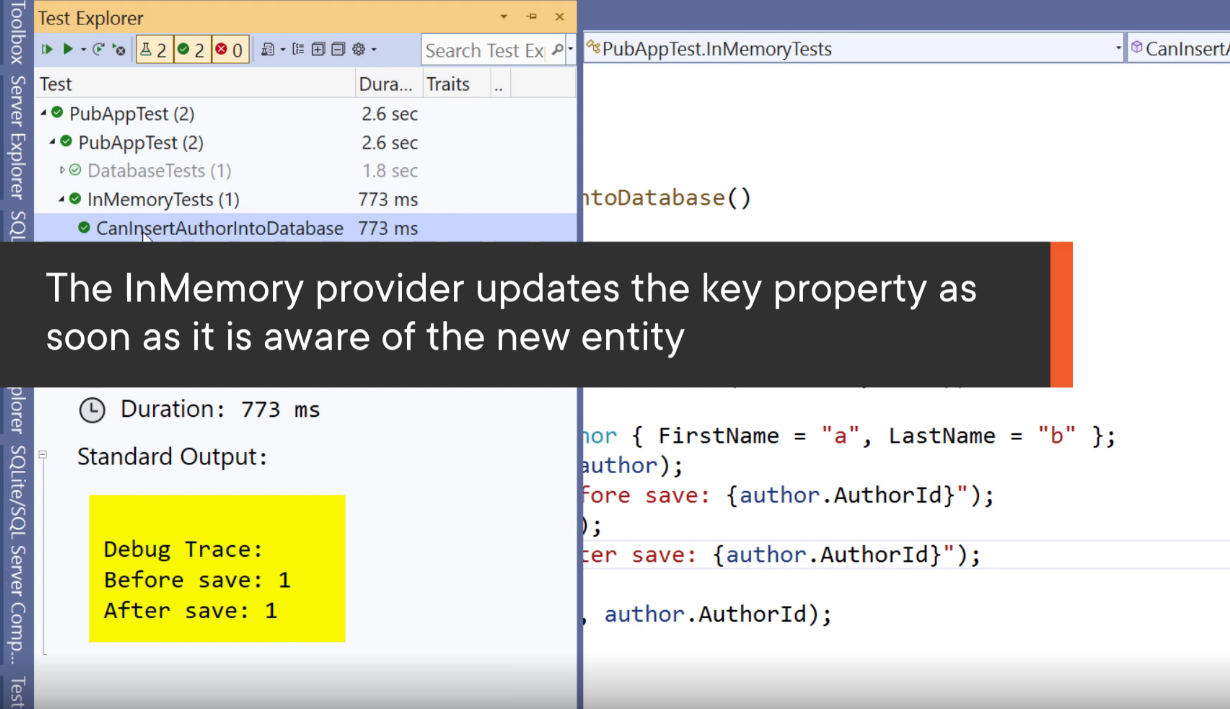 Test Explorer
2 2 0
Search Test Ex
PubAppTest.InMemoryTests
CanInsertA
Test Dura... Traits ..
PubAppTest (2) 2.6 sec
PubAppTest (2) 2.6 sec
DatabaseTests (1) 1.8 sec
InMemoryTests (1) 773 ms
CanInsertAuthorIntoDatabase 773 ms
ntoDatabase()
The InMemory provider updates the key property as
soon as it is aware of the new entity
Duration: 773 ms
Standard Output:
Debug Trace:
Before save: 1
After save: 1
hor { FirstName = "a", LastName = "b" };
author);
fore save: {author.AuthorId}");
);
ter save: {author.AuthorId}");
, author.AuthorId);
Toolbox
Server Explorer
SQL
plorer
SQLite/SQL Server Comp...
Test